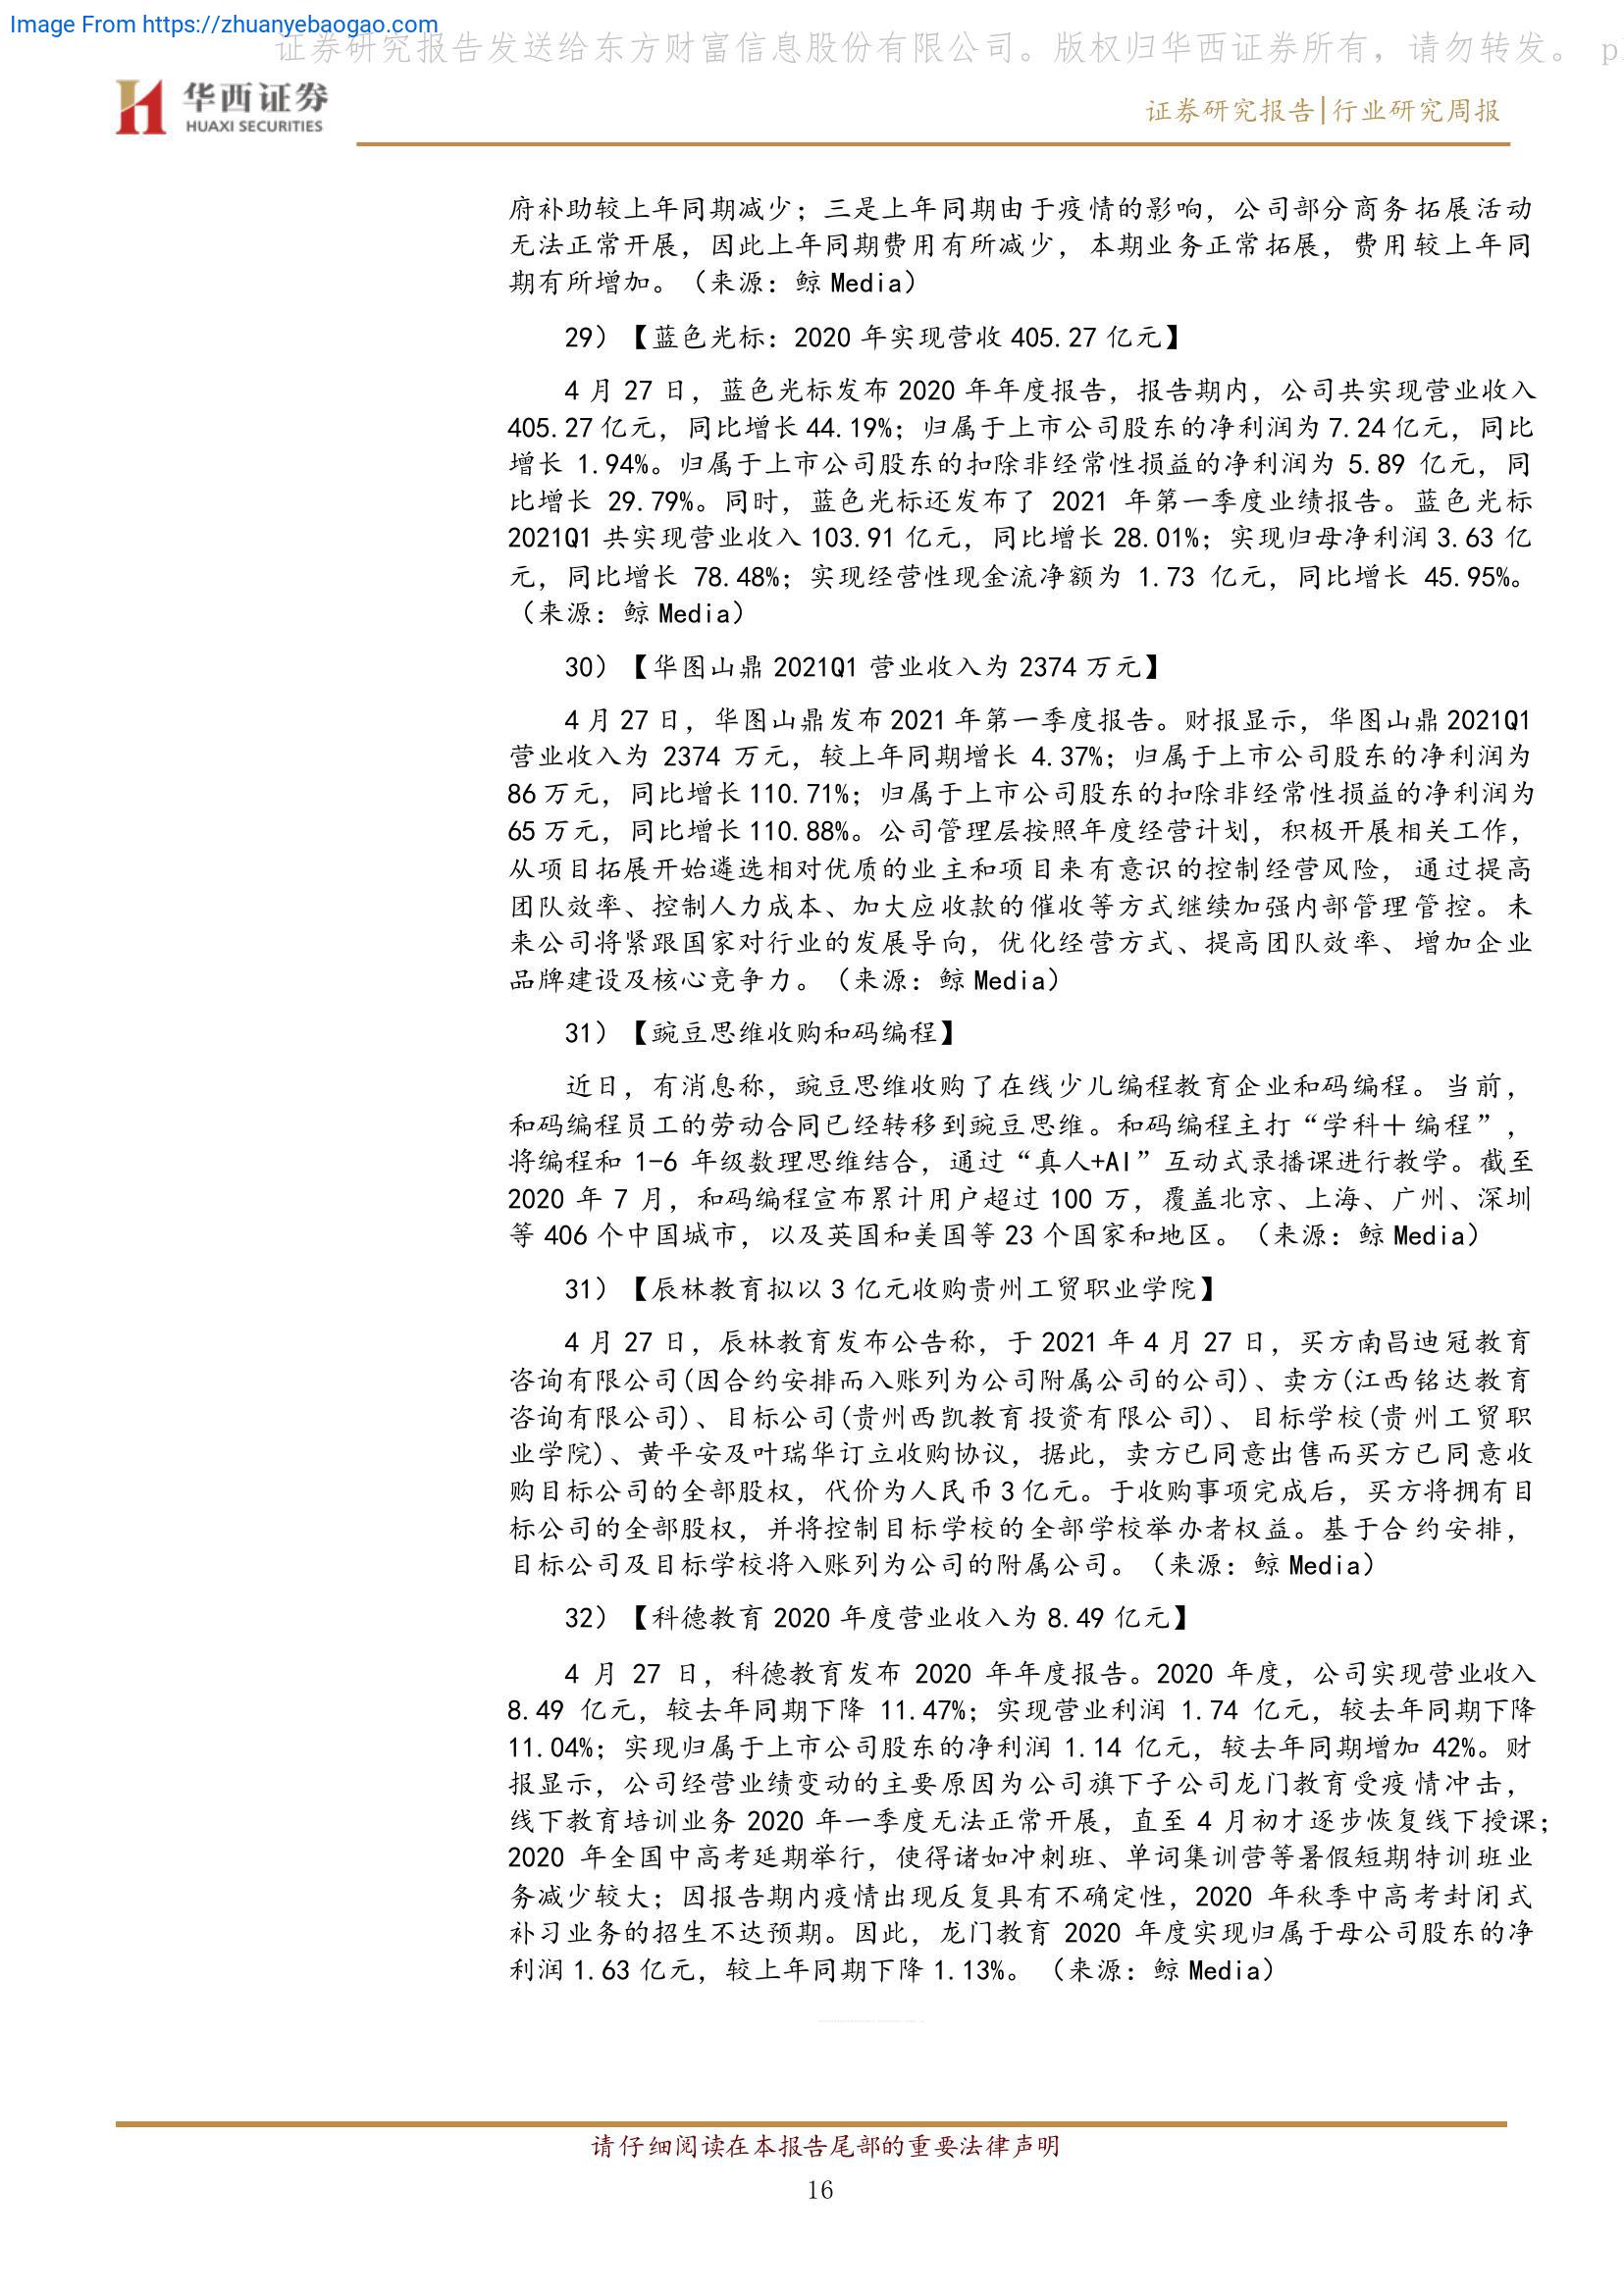 Image From https://zhuanyebaogao.com
证券研究报告发送给东方财富信息股份有限公司。版权归华西证券所有，请勿转发。 p
华西证券
HUAXI SECURITIES
证券研究报告|行业研究周报
府补助较上年同期减少；三是上年同期由于疫情的影响，公司部分商务拓展活动
无法正常开展，因此上年同期费用有所减少，本期业务正常拓展，费用较上年同
期有所增加。（来源：鲸 Media）
29）【蓝色光标：2020 年实现营收 405.27 亿元】
4 月 27 日，蓝色光标发布 2020 年年度报告，报告期内，公司共实现营业收入
405.27 亿元，同比增长 44.19%；归属于上市公司股东的净利润为 7.24 亿元，同比
增长 1.94%。归属于上市公司股东的扣除非经常性损益的净利润为 5.89 亿元，同
比增长 29.79%。同时，蓝色光标还发布了 2021 年第一季度业绩报告。蓝色光标
2021Q1 共实现营业收入 103.91 亿元，同比增长 28.01%；实现归母净利润 3.63 亿
元，同比增长 78.48%；实现经营性现金流净额为 1.73 亿元，同比增长 45.95%。
（来源：鲸 Media）
30）【华图山鼎 2021Q1 营业收入为 2374 万元】
4 月 27 日，华图山鼎发布 2021 年第一季度报告。财报显示，华图山鼎 2021Q1
营业收入为 2374 万元，较上年同期增长 4.37%；归属于上市公司股东的净利润为
86 万元，同比增长 110.71%；归属于上市公司股东的扣除非经常性损益的净利润为
65 万元，同比增长 110.88%。公司管理层按照年度经营计划，积极开展相关工作，
从项目拓展开始遴选相对优质的业主和项目来有意识的控制经营风险，通过提高
团队效率、控制人力成本、加大应收款的催收等方式继续加强内部管理管控。未
来公司将紧跟国家对行业的发展导向，优化经营方式、提高团队效率、增加企业
品牌建设及核心竞争力。（来源：鲸 Media）
31）【豌豆思维收购和码编程】
近日，有消息称，豌豆思维收购了在线少儿编程教育企业和码编程。当前，
和码编程员工的劳动合同已经转移到豌豆思维。和码编程主打“学科＋编程”，
将编程和 1-6 年级数理思维结合，通过“真人+AI”互动式录播课进行教学。截至
2020 年 7 月，和码编程宣布累计用户超过 100 万，覆盖北京、上海、广州、深圳
等 406 个中国城市，以及英国和美国等 23 个国家和地区。（来源：鲸 Media）
31）【辰林教育拟以 3 亿元收购贵州工贸职业学院】
4 月 27 日，辰林教育发布公告称，于 2021 年 4 月 27 日，买方南昌迪冠教育
咨询有限公司(因合约安排而入账列为公司附属公司的公司)、卖方(江西铭达教育
咨询有限公司)、目标公司(贵州西凯教育投资有限公司)、目标学校(贵州工贸职
业学院)、黄平安及叶瑞华订立收购协议，据此，卖方已同意出售而买方已同意收
购目标公司的全部股权，代价为人民币 3 亿元。于收购事项完成后，买方将拥有目
标公司的全部股权，并将控制目标学校的全部学校举办者权益。基于合约安排，
目标公司及目标学校将入账列为公司的附属公司。（来源：鲸 Media）
32）【科德教育 2020 年度营业收入为 8.49 亿元】
4 月 27 日，科德教育发布 2020 年年度报告。2020 年度，公司实现营业收入
8.49 亿元，较去年同期下降 11.47%；实现营业利润 1.74 亿元，较去年同期下降
11.04%；实现归属于上市公司股东的净利润 1.14 亿元，较去年同期增加 42%。财
报显示，公司经营业绩变动的主要原因为公司旗下子公司龙门教育受疫情冲击，
线下教育培训业务 2020 年一季度无法正常开展，直至 4 月初才逐步恢复线下授课；
2020 年全国中高考延期举行，使得诸如冲刺班、单词集训营等暑假短期特训班业
务减少较大；因报告期内疫情出现反复具有不确定性，2020 年秋季中高考封闭式
补习业务的招生不达预期。因此，龙门教育 2020 年度实现归属于母公司股东的净
利润 1.63 亿元，较上年同期下降 1.13%。（来源：鲸 Media）
请仔细阅读在本报告尾部的重要法律声明
16